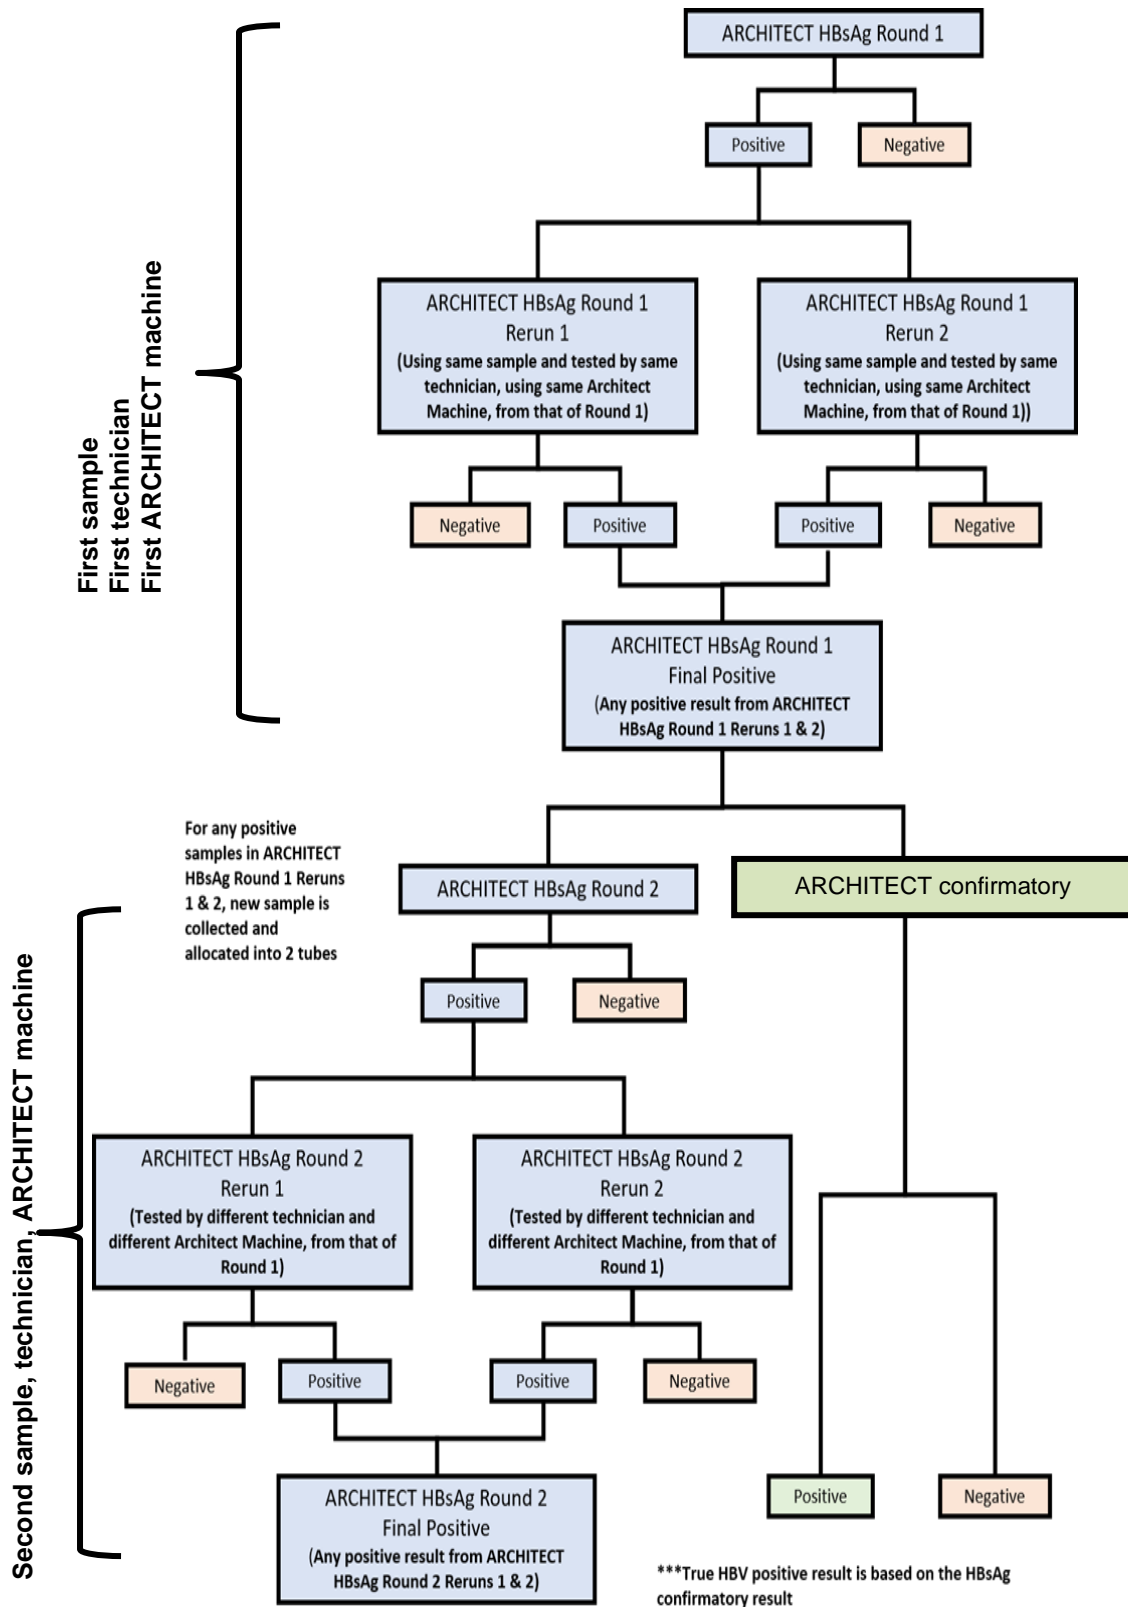 ARCHITECT HBsAg Round 1
Positive
Negative
First sample
First technician
First ARCHITECT machine
ARCHITECT HBsAg Round 1
Rerun 1
(Using same sample and tested by same
technician, using same Architect
Machine, from that of Round 1)
ARCHITECT HBsAg Round 1
Rerun 2
(Using same sample and tested by same
technician, using same Architect
Machine, from that of Round 1))
Negative
Positive
Positive
Negative
ARCHITECT HBsAg Round 1
Final Positive
(Any positive result from ARCHITECT
HBsAg Round 1 Reruns 1 & 2)
For any positive
samples in ARCHITECT
HBsAg Round 1 Reruns
1 & 2, new sample is
collected and
allocated into 2 tubes
ARCHITECT HBsAg Round 2
ARCHITECT confirmatory
Positive
Negative
Second sample, technician, ARCHITECT machine
ARCHITECT HBsAg Round 2
Rerun 1
(Tested by different technician and
different Architect Machine, from that of
Round 1)
ARCHITECT HBsAg Round 2
Rerun 2
(Tested by different technician and
different Architect Machine, from that of
Round 1)
Negative
Positive
Positive
Negative
ARCHITECT HBsAg Round 2
Final Positive
(Any positive result from ARCHITECT
HBsAg Round 2 Reruns 1 & 2)
Positive
Negative
***True HBV positive result is based on the HBsAg
confirmatory result